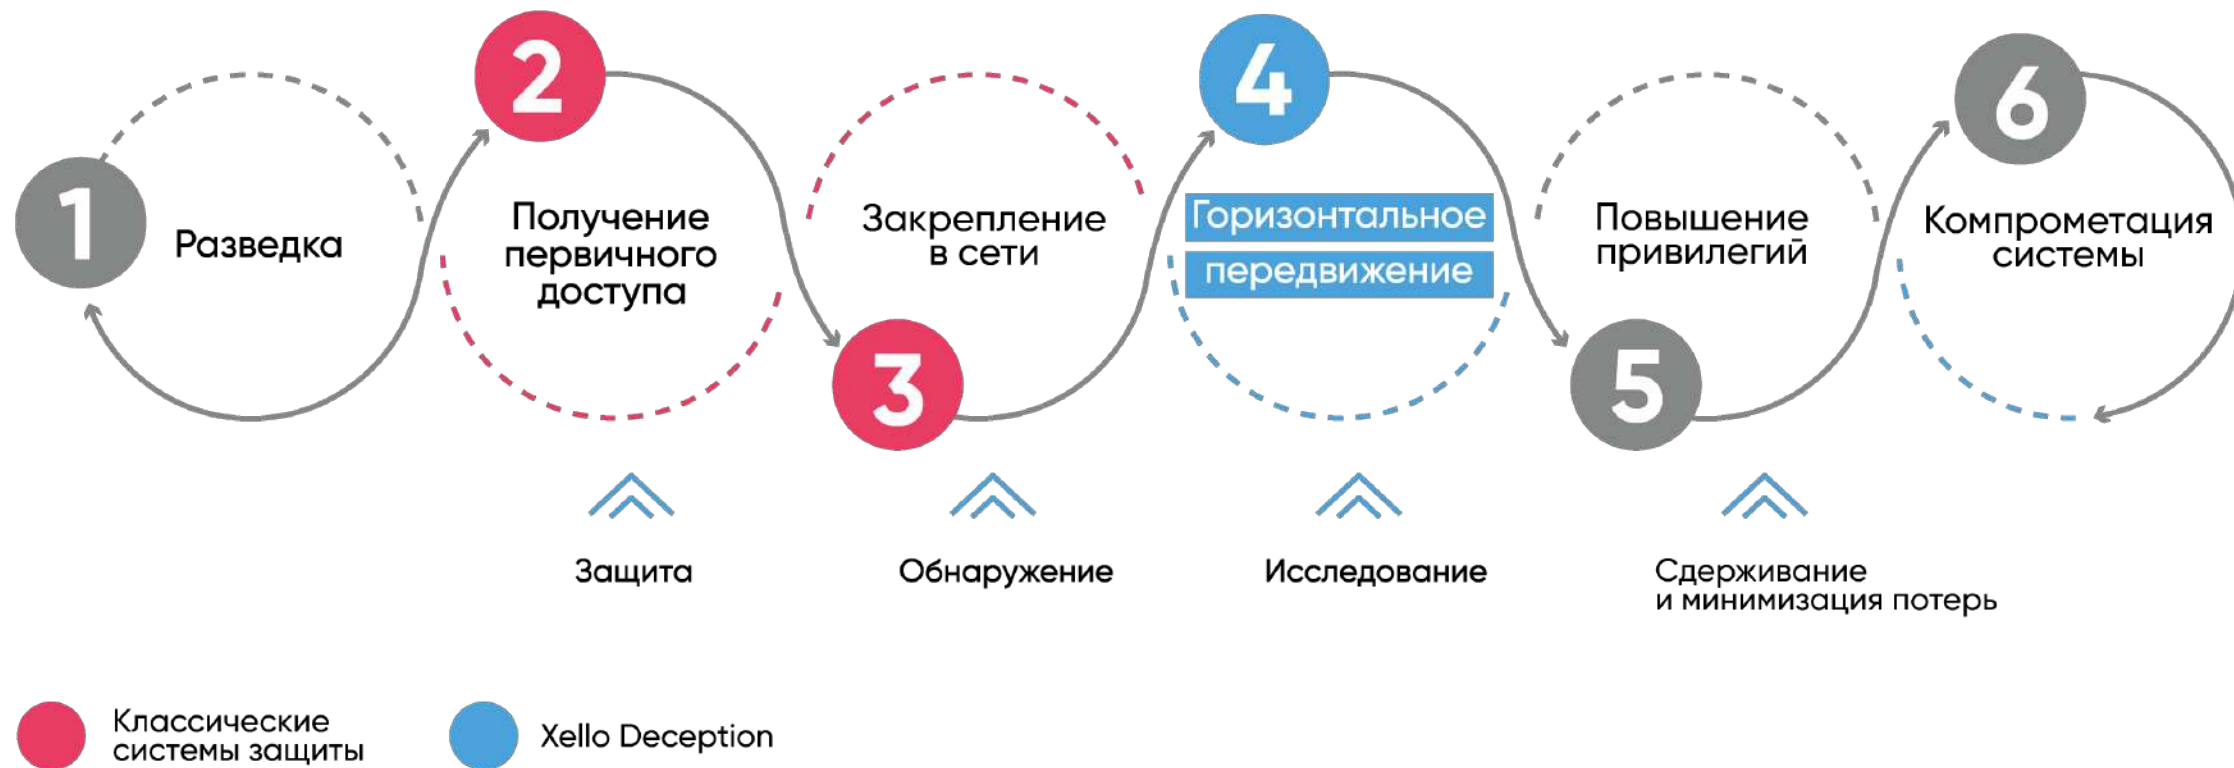 1
Разведка
2
Получение
первичного
доступа
3
Закрепление
в сети
4
Горизонтальное
передвижение
5
Повышение
привилегий
6
Компрометация
системы
Защита
Обнаружение
Исследование
Сдерживание
и минимизация потерь
Классические
системы защиты
Xello Deception